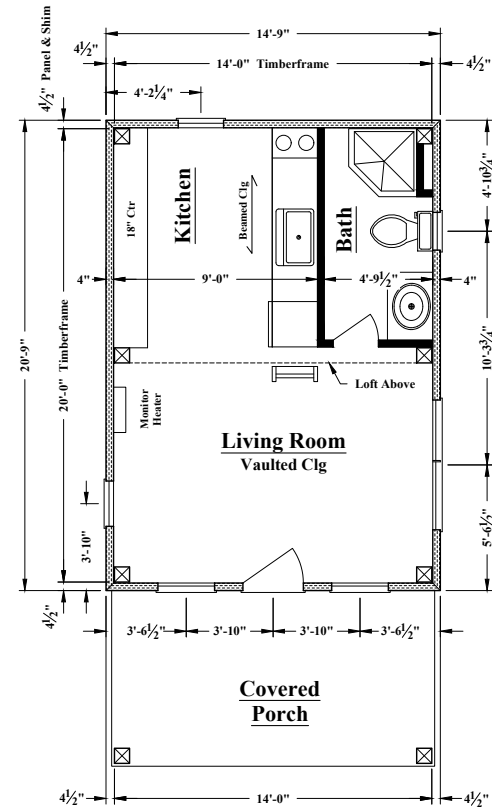 14'-9"
4½"
14'-0" Timberframe
4½"
4½" Panel & Shim
4'-2¼"
4'-10¾"
18" Ctr
Kitchen
Beamed Clg
Bath
4"
9'-0"
4'-9½"
4"
20'-9"
20'-0" Timberframe
10'-3¾"
Loft Above
Monitor
Heater
Living Room
Vaulted Clg
3'-10"
5'-6½"
4½"
3'-6½"
3'-10"
3'-10"
3'-6½"
Covered
Porch
4½"
14'-0"
4½"